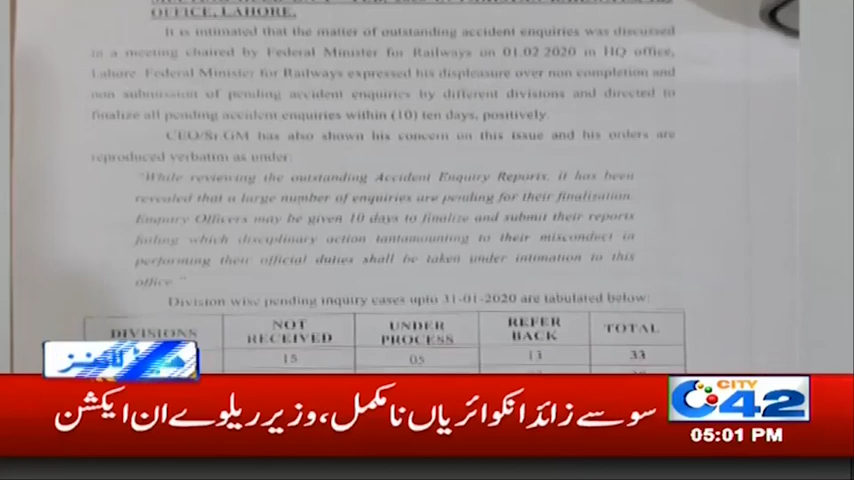 OFFICE, LAHORE.
It is intimated that the matter of outstanding accident enquiries was discussed
in a meeting chaired by Federal Minister for Railways on 01.02.2020 in HQ office,
Lahore. Federal Minister for Railways expressed his displeasure over non completion and
non submission of pending accident enquiries by different divisions and directed to
finalize all pending accident enquiries within (10) ten days, positively.
CEO/Sr.GM has also shown his concern on this issue and his orders are
reproduced verbatim as under:
"While reviewing the outstanding Accident Enquiry Reports, it has been
revealed that a large number of enquiries are pending for their finalization.
Enquiry Officers may be given 10 days to finalize and submit their reports
failing which disciplinary action tantamounting to their misconduct in
performing their official duties shall be taken under intimation to this
office."
Division wise pending inquiry cases upto 31-01-2020 are tabulated below:
DIVISIONS NOT RECEIVED UNDER PROCESS REFER BACK TOTAL
15 05 13 33
ہیڈ لائنز
سو سے زائد انکوائریاں نامکمل، وزیر ریلوے ان ایکشن
CITY
42
05:01 PM